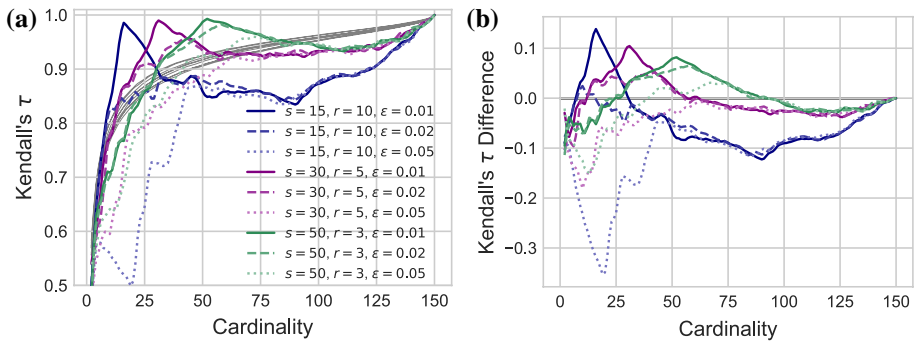 (a)
Kendall's τ
1.0
0.9
0.8
0.7
0.6
0.5
s = 15, r = 10, ε = 0.01
s = 15, r = 10, ε = 0.02
s = 15, r = 10, ε = 0.05
s = 30, r = 5, ε = 0.01
s = 30, r = 5, ε = 0.02
s = 30, r = 5, ε = 0.05
s = 50, r = 3, ε = 0.01
s = 50, r = 3, ε = 0.02
s = 50, r = 3, ε = 0.05
0 25 50 75 100 125 150
Cardinality
(b)
Kendall's τ Difference
0.1
0.0
−0.1
−0.2
−0.3
0 25 50 75 100 125 150
Cardinality